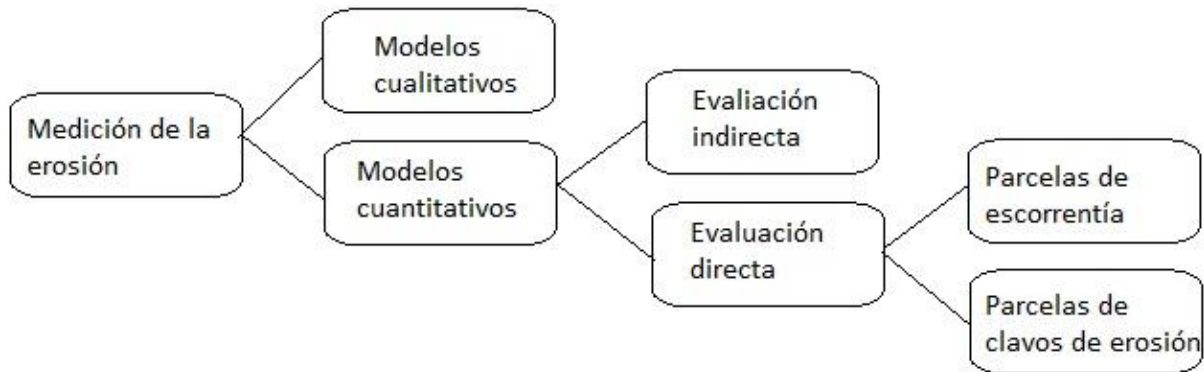 Medición de la
erosión
Modelos
cualitativos
Modelos
cuantitativos
Evaliación
indirecta
Evaluación
directa
Parcelas de
escorrentía
Parcelas de
clavos de erosión